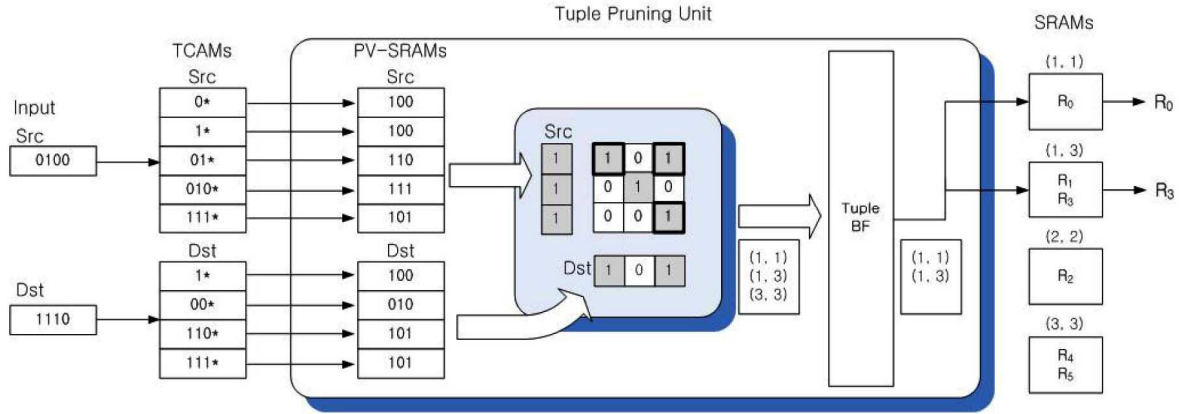 Tuple Pruning Unit
TCAMs
Src
0*
1*
01*
010*
111*
Dst
1*
00*
110*
111*
Input
Src
0100
Dst
1110
PV-SRAMs
Src
100
100
110
111
101
Dst
100
010
101
101
Src
1
1
1
1 0 1
0 1 0
0 0 1
Dst 1 0 1
(1, 1)
(1, 3)
(3, 3)
Tuple
BF
(1, 1)
(1, 3)
SRAMs
(1, 1)
R0
R0
(1, 3)
R1
R3
R3
(2, 2)
R2
(3, 3)
R4
R5